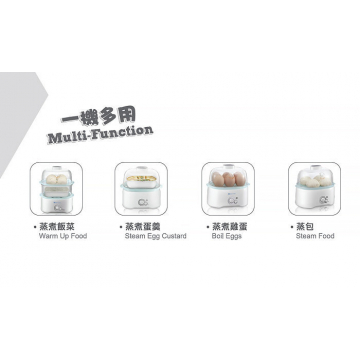 一機多用
Multi-Function
• 蒸煮飯菜
Warm Up Food
• 蒸煮蛋羹
Steam Egg Custard
• 蒸煮雞蛋
Boil Eggs
• 蒸包
Steam Food